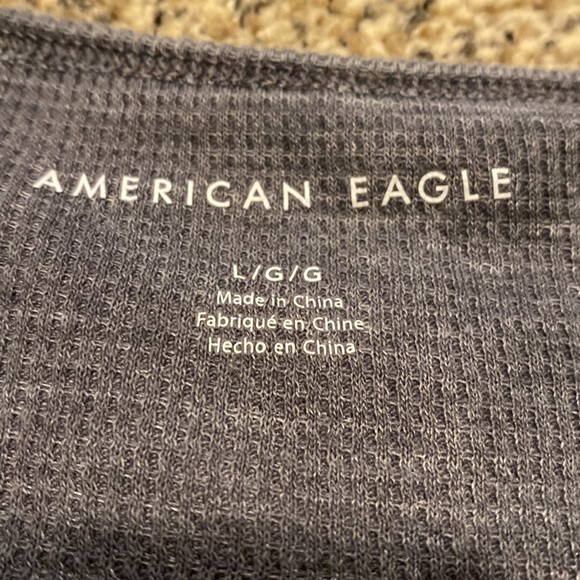 AMERICAN EAGLE
L/G/G
Made in China
Fabriqué en Chine
Hecho en China